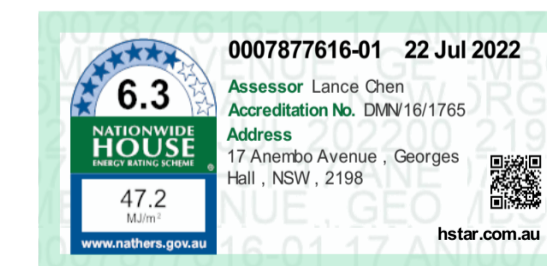 0007877616-01 22 Jul 2022
6.3
NATIONWIDE
HOUSE
ENERGY RATING SCHEME
®
47.2
MJ/m²
www.nathers.gov.au
Assessor Lance Chen
Accreditation No. DMN/16/1765
Address
17 Anembo Avenue , Georges
Hall , NSW , 2198
hstar.com.au